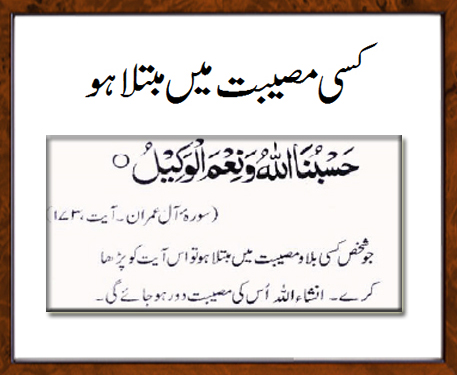 کسی مصیبت میں مبتلا ہو
حَسْبُنَا اللّٰهُ وَنِعْمَ الْوَكِيْلُ ○
(سورۂ آل عمران ۔ آیت، ۱۷۳)
جو شخص کسی بلا و مصیبت میں مبتلا ہو تو اس آیت کو پڑھا
کرے ۔ انشاء اللہ اُس کی مصیبت دور ہو جائے گی ۔